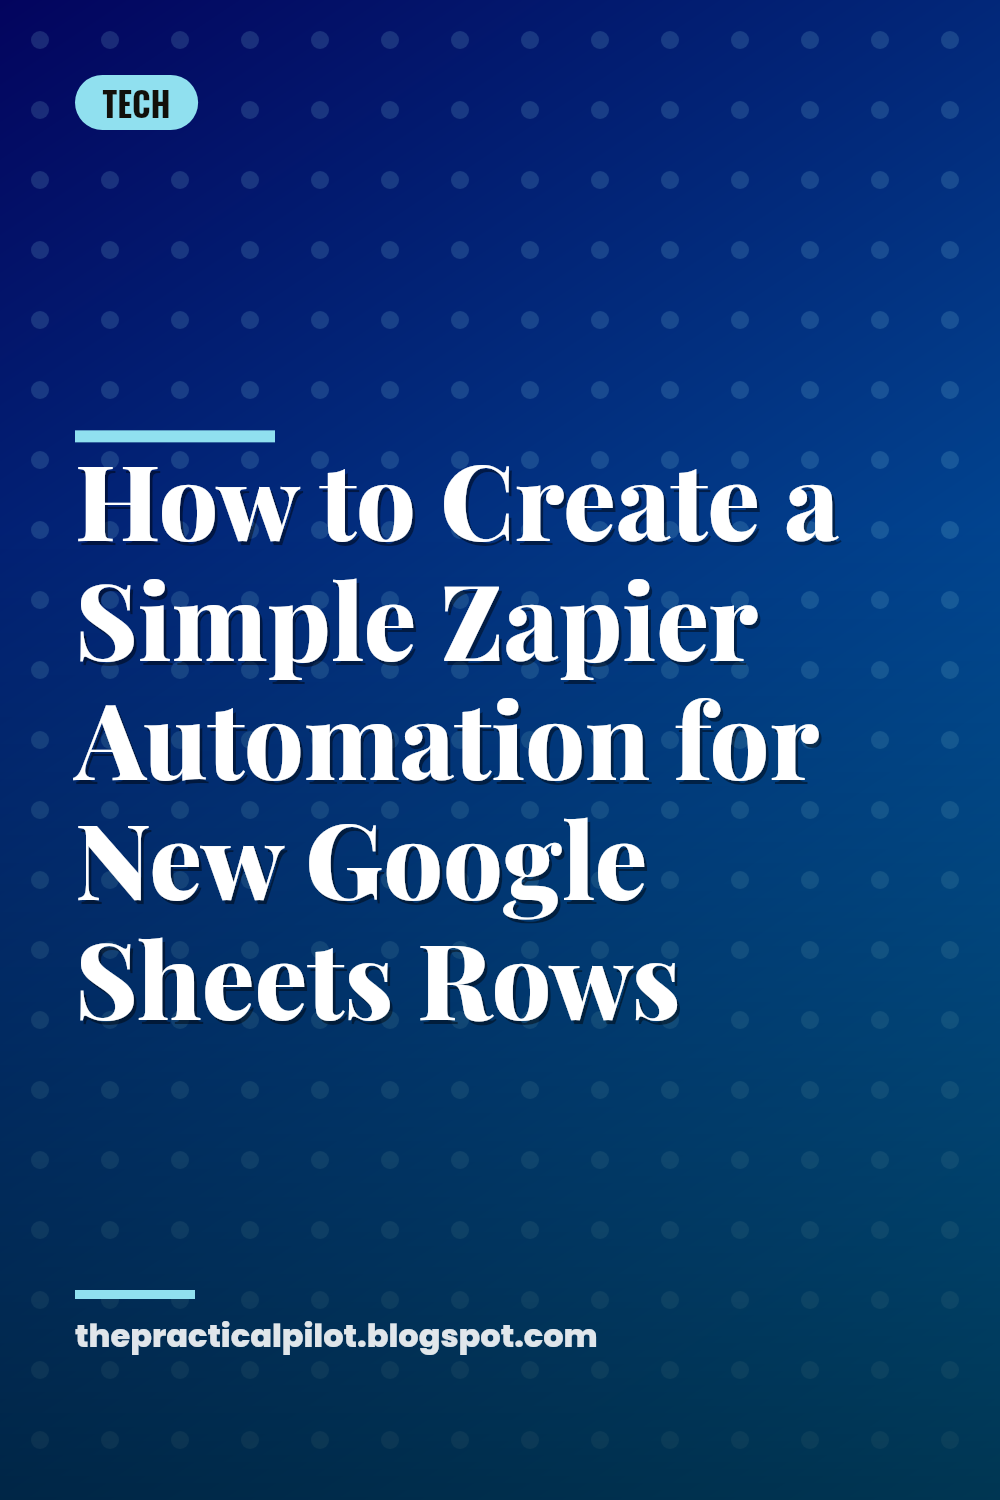 TECH
How to Create a
Simple Zapier
Automation for
New Google
Sheets Rows
thepracticalpilot.blogspot.com